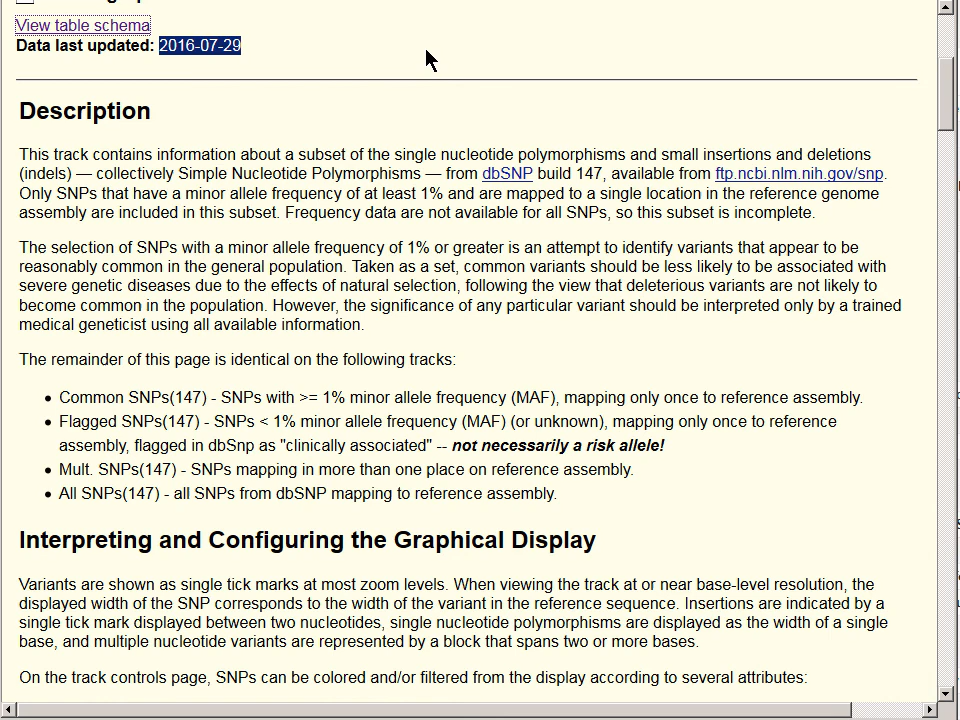 View table schema
Data last updated: 2016-07-29
Description
This track contains information about a subset of the single nucleotide polymorphisms and small insertions and deletions
(indels) — collectively Simple Nucleotide Polymorphisms — from dbSNP build 147, available from ftp.ncbi.nlm.nih.gov/snp.
Only SNPs that have a minor allele frequency of at least 1% and are mapped to a single location in the reference genome
assembly are included in this subset. Frequency data are not available for all SNPs, so this subset is incomplete.
The selection of SNPs with a minor allele frequency of 1% or greater is an attempt to identify variants that appear to be
reasonably common in the general population. Taken as a set, common variants should be less likely to be associated with
severe genetic diseases due to the effects of natural selection, following the view that deleterious variants are not likely to
become common in the population. However, the significance of any particular variant should be interpreted only by a trained
medical geneticist using all available information.
The remainder of this page is identical on the following tracks:
• Common SNPs(147) - SNPs with >= 1% minor allele frequency (MAF), mapping only once to reference assembly.
• Flagged SNPs(147) - SNPs < 1% minor allele frequency (MAF) (or unknown), mapping only once to reference
assembly, flagged in dbSnp as "clinically associated" -- not necessarily a risk allele!
• Mult. SNPs(147) - SNPs mapping in more than one place on reference assembly.
• All SNPs(147) - all SNPs from dbSNP mapping to reference assembly.
Interpreting and Configuring the Graphical Display
Variants are shown as single tick marks at most zoom levels. When viewing the track at or near base-level resolution, the
displayed width of the SNP corresponds to the width of the variant in the reference sequence. Insertions are indicated by a
single tick mark displayed between two nucleotides, single nucleotide polymorphisms are displayed as the width of a single
base, and multiple nucleotide variants are represented by a block that spans two or more bases.
On the track controls page, SNPs can be colored and/or filtered from the display according to several attributes: